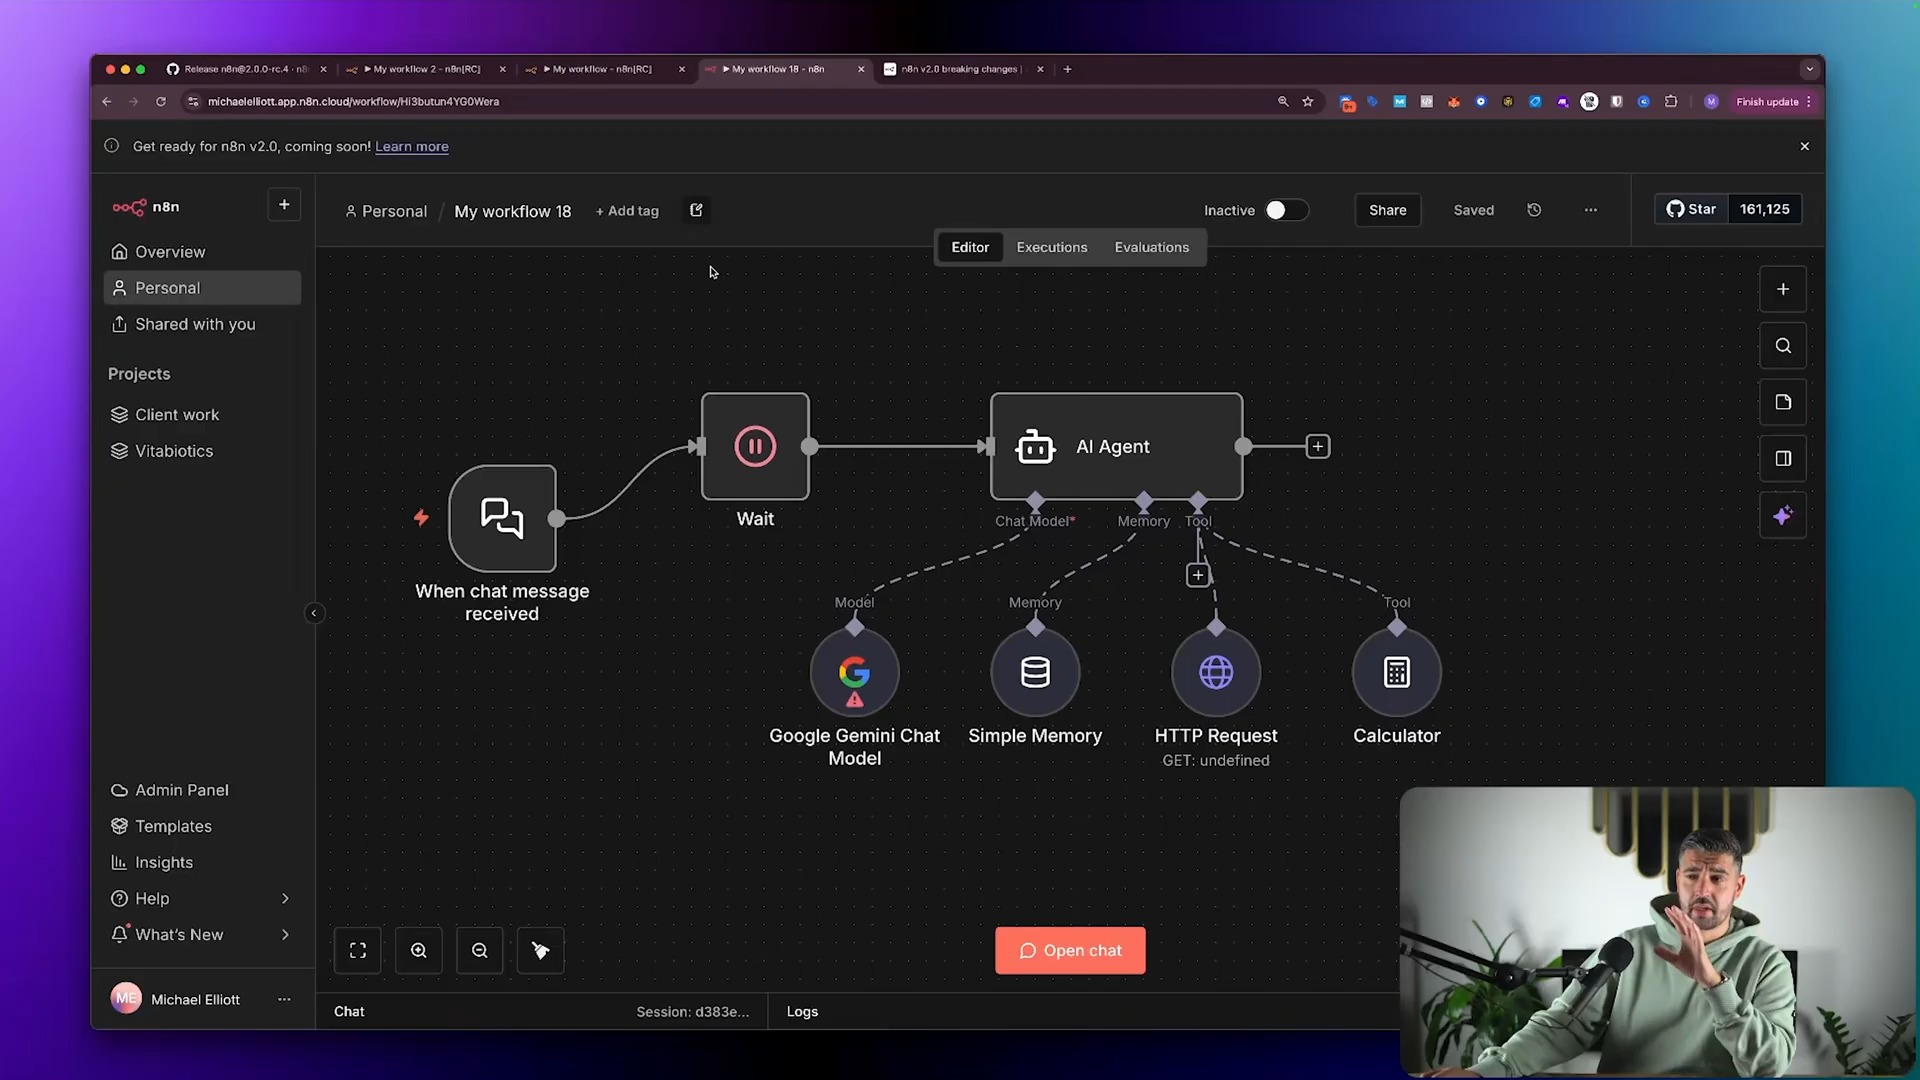 Release n8n@2.0.0-rc.4 · n8n
▶ My workflow 2 - n8n[RC]
▶ My workflow - n8n[RC]
▶ My workflow 18 - n8n
n8n v2.0 breaking changes |
michaelelliott.app.n8n.cloud/workflow/Hi3butun4YG0Wera
M
Finish update
Get ready for n8n v2.0, coming soon! Learn more
n8n
Personal / My workflow 18 + Add tag
Inactive
Share
Saved
Star 161,125
Editor Executions Evaluations
Overview
Personal
Shared with you
Projects
Client work
Vitabiotics
AI Agent
Wait
Chat Model*
Memory
Tool
When chat message
received
Model
Memory
Tool
Google Gemini Chat
Model
Simple Memory
HTTP Request
GET: undefined
Calculator
Admin Panel
Templates
Insights
Help
What's New
ME
Michael Elliott
Open chat
Chat
Session: d383e...
Logs